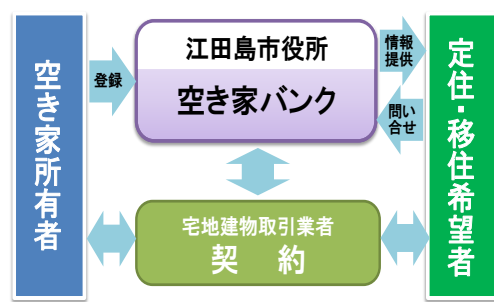 空き家所有者
登録
江田島市役所
空き家バンク
情報
提供
問い
合せ
定住・移住希望者
宅地建物取引業者
契　約